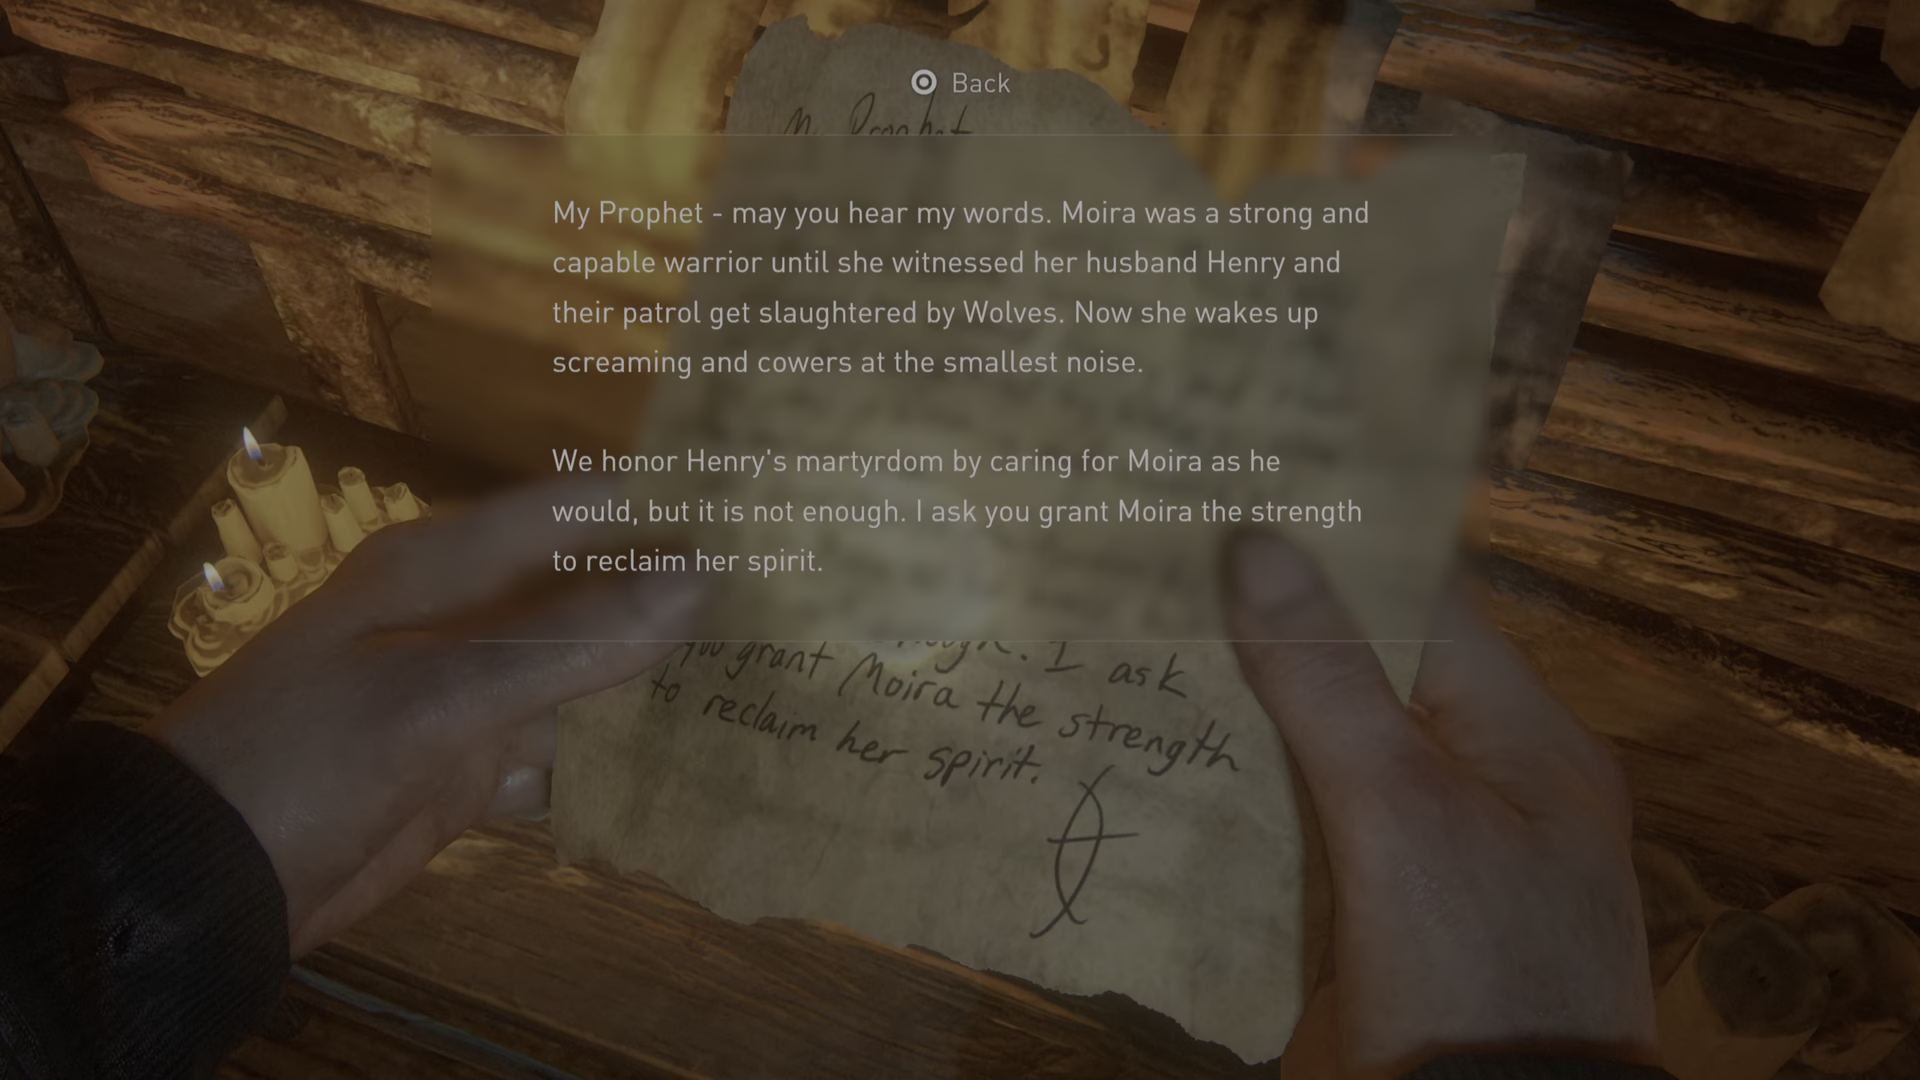 Back
My Prophet
My Prophet - may you hear my words. Moira was a strong and
capable warrior until she witnessed her husband Henry and
their patrol get slaughtered by Wolves. Now she wakes up
screaming and cowers at the smallest noise.
We honor Henry's martyrdom by caring for Moira as he
would, but it is not enough. I ask you grant Moira the strength
to reclaim her spirit.
enough. I ask
you grant Moira the strength
to reclaim her spirit.